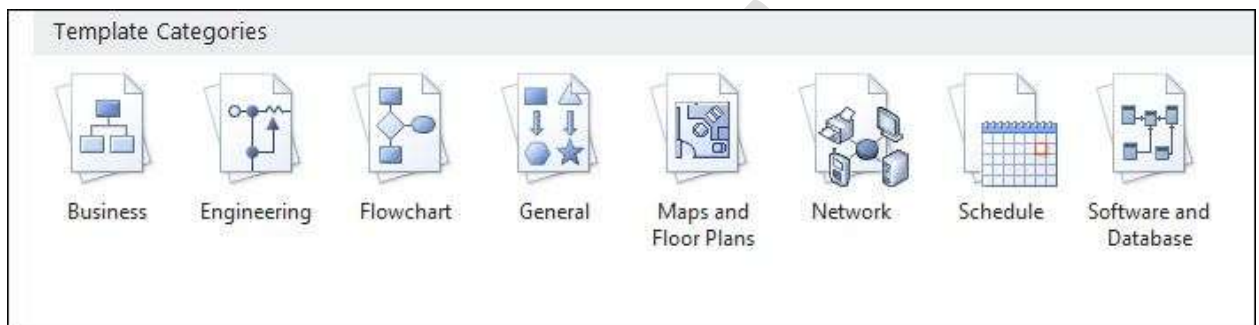 Template Categories
Business
Engineering
Flowchart
General
Maps and
Floor Plans
Network
Schedule
Software and
Database